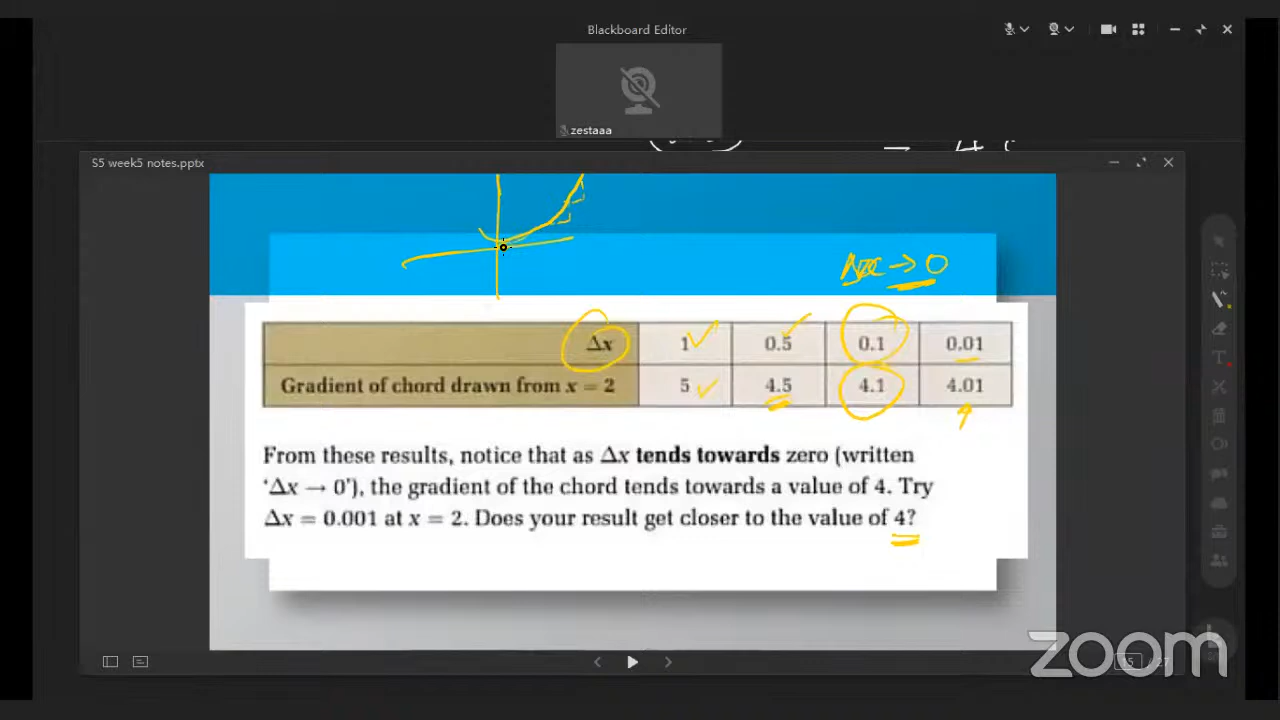 Blackboard Editor
zestaaa
S5 week5 notes.pptx
Δx → 0
Δx 1 0.5 0.1 0.01
Gradient of chord drawn from x = 2 5 4.5 4.1 4.01
From these results, notice that as Δx tends towards zero (written
‘Δx → 0’), the gradient of the chord tends towards a value of 4. Try
Δx = 0.001 at x = 2. Does your result get closer to the value of 4?
zoom